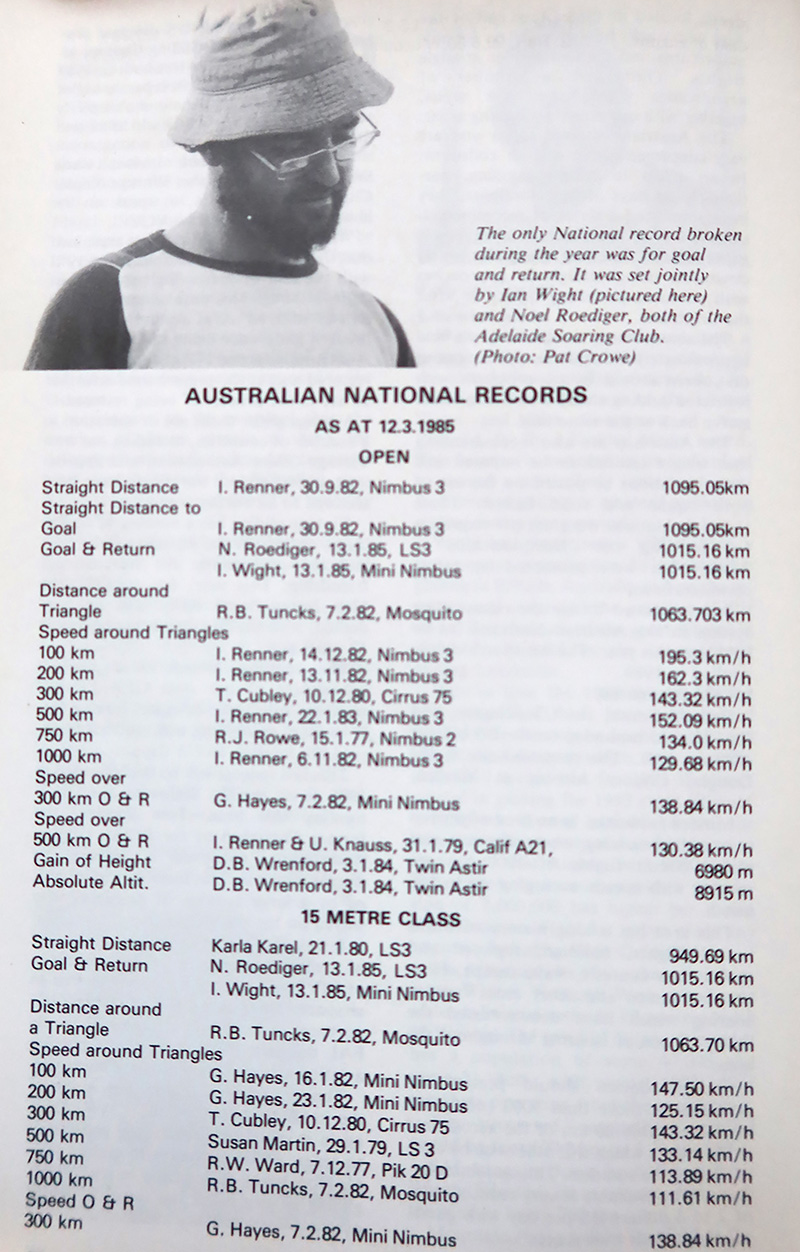 The only National record broken
during the year was for goal
and return. It was set jointly
by Ian Wight (pictured here)
and Noel Roediger, both of the
Adelaide Soaring Club.
(Photo: Pat Crowe)
AUSTRALIAN NATIONAL RECORDS
AS AT 12.3.1985
OPEN
Straight Distance I. Renner, 30.9.82, Nimbus 3 1095.05km
Straight Distance to
Goal I. Renner, 30.9.82, Nimbus 3 1095.05km
Goal & Return N. Roediger, 13.1.85, LS3 1015.16 km
I. Wight, 13.1.85, Mini Nimbus 1015.16 km
Distance around
Triangle R.B. Tuncks, 7.2.82, Mosquito 1063.703 km
Speed around Triangles
100 km I. Renner, 14.12.82, Nimbus 3 195.3 km/h
200 km I. Renner, 13.11.82, Nimbus 3 162.3 km/h
300 km T. Cubley, 10.12.80, Cirrus 75 143.32 km/h
500 km I. Renner, 22.1.83, Nimbus 3 152.09 km/h
750 km R.J. Rowe, 15.1.77, Nimbus 2 134.0 km/h
1000 km I. Renner, 6.11.82, Nimbus 3 129.68 km/h
Speed over
300 km O & R G. Hayes, 7.2.82, Mini Nimbus 138.84 km/h
Speed over
500 km O & R I. Renner & U. Knauss, 31.1.79, Calif A21, 130.38 km/h
Gain of Height D.B. Wrenford, 3.1.84, Twin Astir 6980 m
Absolute Altit. D.B. Wrenford, 3.1.84, Twin Astir 8915 m
15 METRE CLASS
Straight Distance Karla Karel, 21.1.80, LS3 949.69 km
Goal & Return N. Roediger, 13.1.85, LS3 1015.16 km
I. Wight, 13.1.85, Mini Nimbus 1015.16 km
Distance around
a Triangle R.B. Tuncks, 7.2.82, Mosquito 1063.70 km
Speed around Triangles
100 km G. Hayes, 16.1.82, Mini Nimbus 147.50 km/h
200 km G. Hayes, 23.1.82, Mini Nimbus 125.15 km/h
300 km T. Cubley, 10.12.80, Cirrus 75 143.32 km/h
500 km Susan Martin, 29.1.79, LS 3 133.14 km/h
750 km R.W. Ward, 7.12.77, Pik 20 D 113.89 km/h
1000 km R.B. Tuncks, 7.2.82, Mosquito 111.61 km/h
Speed O & R
300 km G. Hayes, 7.2.82, Mini Nimbus 138.84 km/h